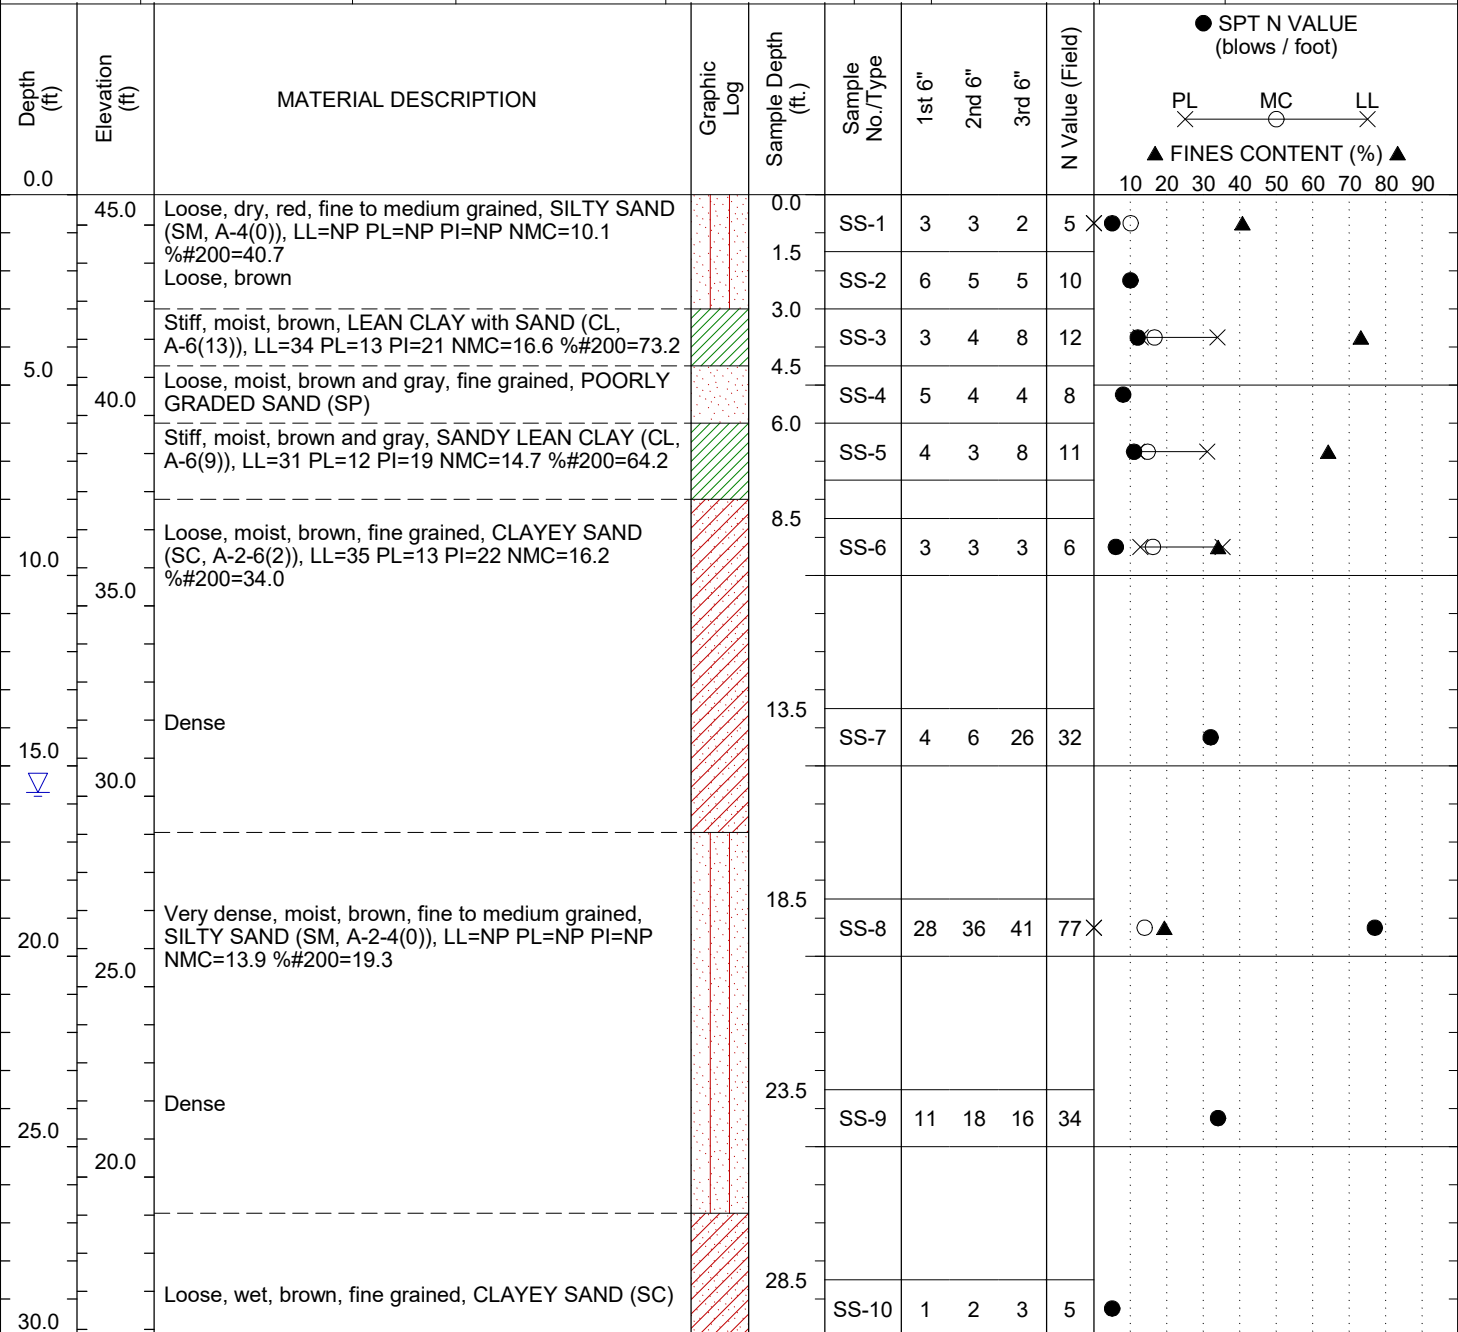 Depth (ft)
Elevation (ft)
MATERIAL DESCRIPTION
Graphic Log
Sample Depth (ft.)
Sample No./Type
1st 6"
2nd 6"
3rd 6"
N Value (Field)
● SPT N VALUE
(blows / foot)
PL MC LL
▲ FINES CONTENT (%) ▲
0.0
10 20 30 40 50 60 70 80 90
45.0
Loose, dry, red, fine to medium grained, SILTY SAND
(SM, A-4(0)), LL=NP PL=NP PI=NP NMC=10.1
%#200=40.7
Loose, brown
0.0
SS-1 3 3 2 5
1.5
SS-2 6 5 5 10
3.0
Stiff, moist, brown, LEAN CLAY with SAND (CL,
A-6(13)), LL=34 PL=13 PI=21 NMC=16.6 %#200=73.2
SS-3 3 4 8 12
4.5
5.0
Loose, moist, brown and gray, fine grained, POORLY
GRADED SAND (SP)
40.0
SS-4 5 4 4 8
6.0
Stiff, moist, brown and gray, SANDY LEAN CLAY (CL,
A-6(9)), LL=31 PL=12 PI=19 NMC=14.7 %#200=64.2
SS-5 4 3 8 11
8.5
Loose, moist, brown, fine grained, CLAYEY SAND
(SC, A-2-6(2)), LL=35 PL=13 PI=22 NMC=16.2
%#200=34.0
SS-6 3 3 3 6
10.0
35.0
13.5
Dense
SS-7 4 6 26 32
15.0
30.0
18.5
Very dense, moist, brown, fine to medium grained,
SILTY SAND (SM, A-2-4(0)), LL=NP PL=NP PI=NP
NMC=13.9 %#200=19.3
SS-8 28 36 41 77
20.0
25.0
23.5
Dense
SS-9 11 18 16 34
25.0
20.0
28.5
Loose, wet, brown, fine grained, CLAYEY SAND (SC)
SS-10 1 2 3 5
30.0